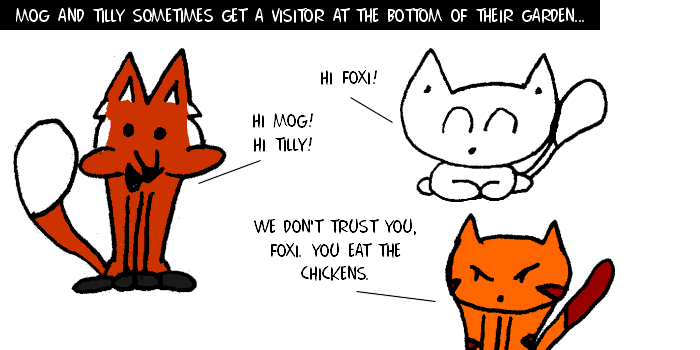 MOG AND TILLY SOMETIMES GET A VISITOR AT THE BOTTOM OF THEIR GARDEN...
HI FOXI!
HI MOG!
HI TILLY!
WE DON'T TRUST YOU,
FOXI. YOU EAT THE
CHICKENS.